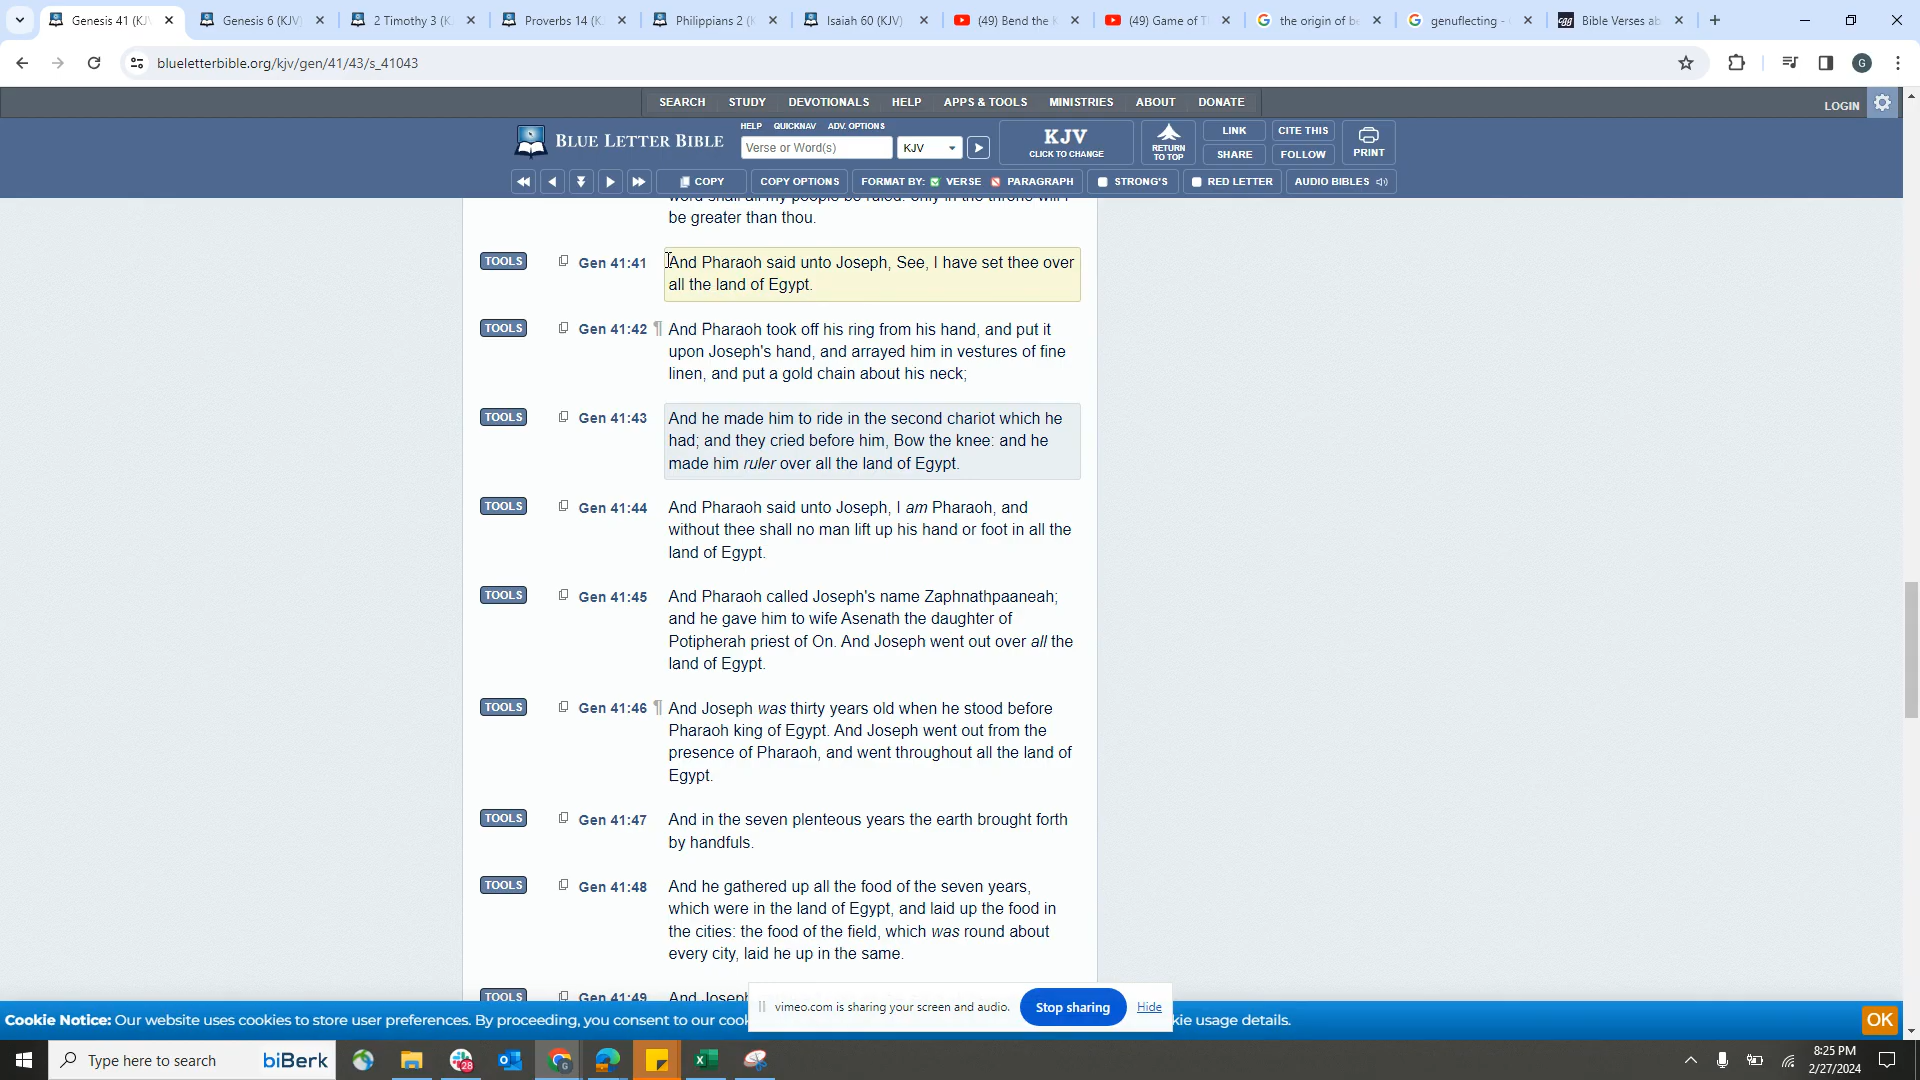 Genesis 41 (KJV
Genesis 6 (KJV)
2 Timothy 3 (K
Proverbs 14 (K
Philippians 2 (K
Isaiah 60 (KJV)
(49) Bend the K
(49) Game of T
the origin of be
genuflecting -
Bible Verses ab
blueletterbible.org/kjv/gen/41/43/s_41043
G
SEARCH STUDY DEVOTIONALS HELP APPS & TOOLS MINISTRIES ABOUT DONATE
LOGIN
BLUE LETTER BIBLE
HELP QUICKNAV ADV. OPTIONS
Verse or Word(s)
KJV
KJV
CLICK TO CHANGE
RETURN
TO TOP
LINK
CITE THIS
SHARE
FOLLOW
PRINT
COPY
COPY OPTIONS
FORMAT BY: VERSE PARAGRAPH
STRONG'S
RED LETTER
AUDIO BIBLES
word shall all my people be ruled: only in the throne will I
be greater than thou.
TOOLS Gen 41:41 And Pharaoh said unto Joseph, See, I have set thee over
all the land of Egypt.
TOOLS Gen 41:42 ¶ And Pharaoh took off his ring from his hand, and put it
upon Joseph's hand, and arrayed him in vestures of fine
linen, and put a gold chain about his neck;
TOOLS Gen 41:43 And he made him to ride in the second chariot which he
had; and they cried before him, Bow the knee: and he
made him ruler over all the land of Egypt.
TOOLS Gen 41:44 And Pharaoh said unto Joseph, I am Pharaoh, and
without thee shall no man lift up his hand or foot in all the
land of Egypt.
TOOLS Gen 41:45 And Pharaoh called Joseph's name Zaphnathpaaneah;
and he gave him to wife Asenath the daughter of
Potipherah priest of On. And Joseph went out over all the
land of Egypt.
TOOLS Gen 41:46 ¶ And Joseph was thirty years old when he stood before
Pharaoh king of Egypt. And Joseph went out from the
presence of Pharaoh, and went throughout all the land of
Egypt.
TOOLS Gen 41:47 And in the seven plenteous years the earth brought forth
by handfuls.
TOOLS Gen 41:48 And he gathered up all the food of the seven years,
which were in the land of Egypt, and laid up the food in
the cities: the food of the field, which was round about
every city, laid he up in the same.
TOOLS Gen 41:49 And Joseph
vimeo.com is sharing your screen and audio. Stop sharing Hide
Cookie Notice: Our website uses cookies to store user preferences. By proceeding, you consent to our cook
kie usage details.
OK
Type here to search
biBerk
28
8:25 PM
2/27/2024